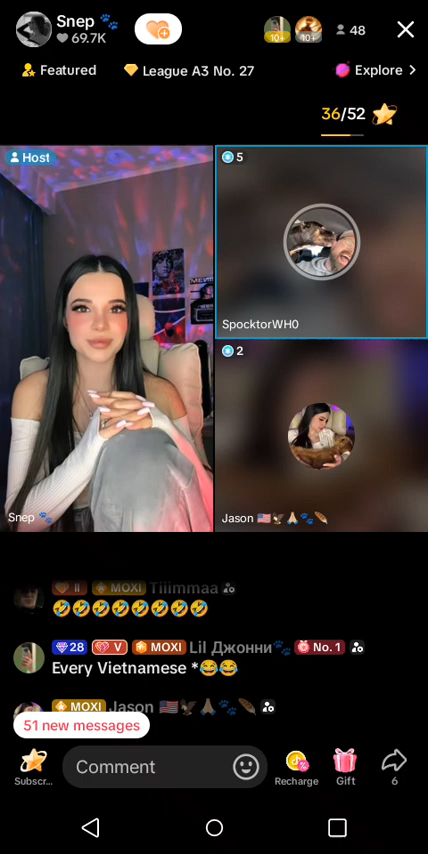 Snep 🐾
69.7K
10+
10+
48
Featured
League A3 No. 27
Explore >
36/52
Host
5
SpocktorWH0
2
Snep 🐾
Jason 🇺🇸🦅🙏🏻🐾🪶
II MOXI Tiiimmaa
🤣🤣🤣🤣🤣🤣🤣🤣
28 V MOXI Lil Джонни🐾 No. 1
Every Vietnamese *😂😂
MOXI Jason 🇺🇸🦅🙏🏻🐾🪶
51 new messages
Comment
Subscr...
Recharge
Gift
6